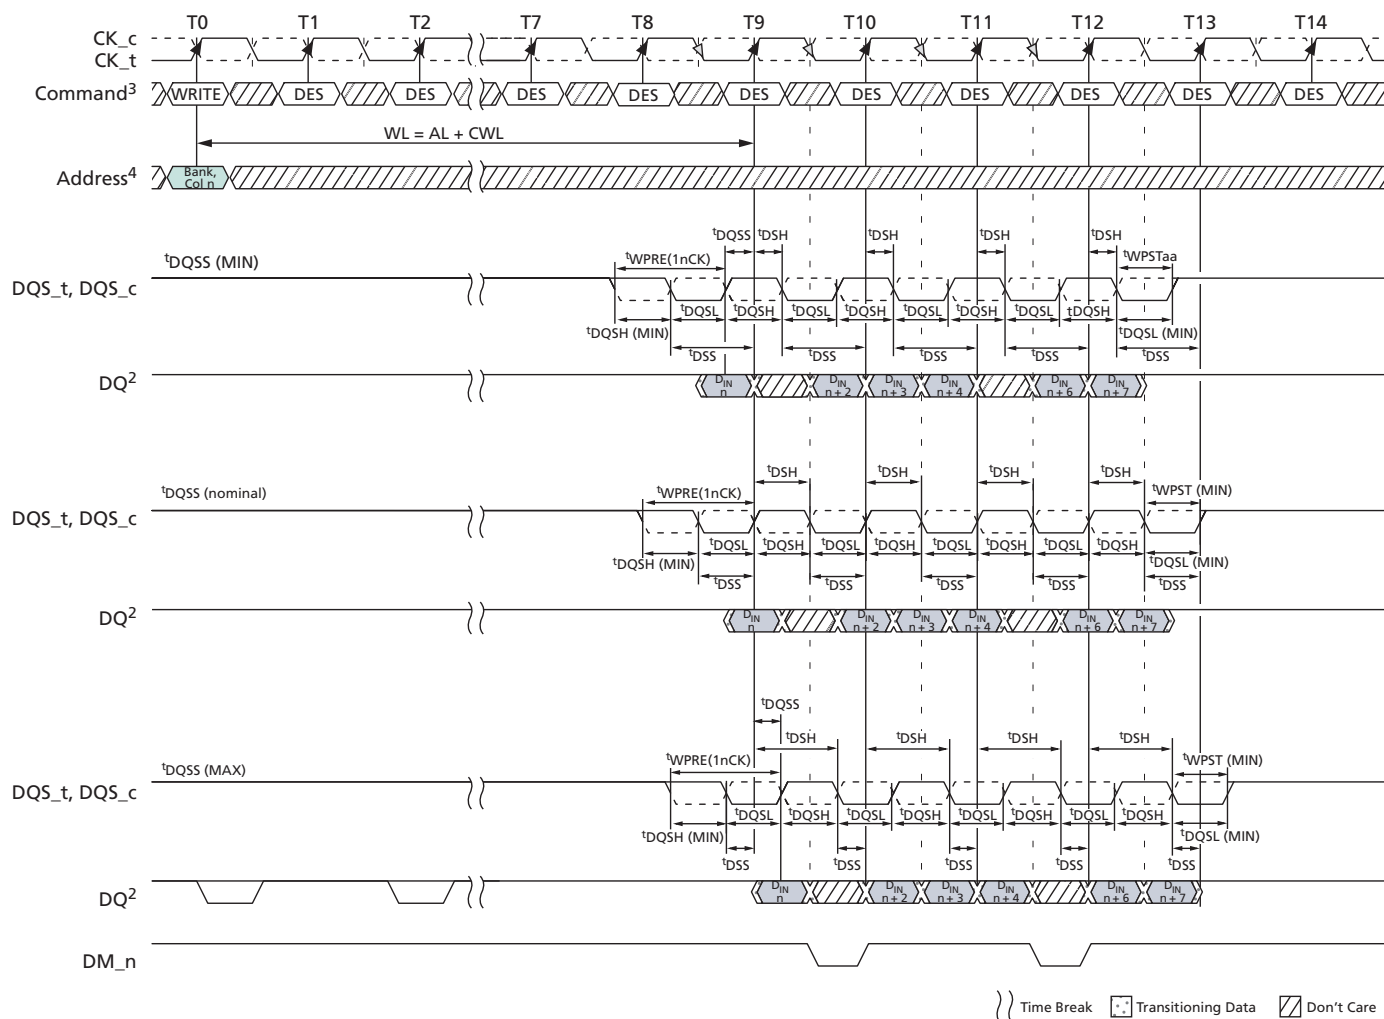 T0 T1 T2 T7 T8 T9 T10 T11 T12 T13 T14
CK_c
CK_t
Command³ WRITE DES DES DES DES DES DES DES DES DES DES
WL = AL + CWL
Address⁴ Bank, Col n
ᵗDQSS ᵗDSH ᵗDSH ᵗDSH ᵗDSH
ᵗDQSS (MIN) ᵗWPRE(1nCK) ᵗWPSTaa
DQS_t, DQS_c
ᵗDQSL ᵗDQSH ᵗDQSL ᵗDQSH ᵗDQSL ᵗDQSH ᵗDQSL tDQSH
ᵗDQSH (MIN) ᵗDQSL (MIN)
ᵗDSS ᵗDSS ᵗDSS ᵗDSS ᵗDSS
DQ² DIN n DIN n + 2 DIN n + 3 DIN n + 4 DIN n + 6 DIN n + 7
ᵗDSH ᵗDSH ᵗDSH ᵗDSH
ᵗDQSS (nominal) ᵗWPRE(1nCK) ᵗWPST (MIN)
DQS_t, DQS_c
ᵗDQSL ᵗDQSH ᵗDQSL ᵗDQSH ᵗDQSL ᵗDQSH ᵗDQSL ᵗDQSH
ᵗDQSH (MIN) ᵗDQSL (MIN)
ᵗDSS ᵗDSS ᵗDSS ᵗDSS ᵗDSS
DQ² DIN n DIN n + 2 DIN n + 3 DIN n + 4 DIN n + 6 DIN n + 7
ᵗDQSS
ᵗDSH ᵗDSH ᵗDSH ᵗDSH
ᵗDQSS (MAX) ᵗWPRE(1nCK) ᵗWPST (MIN)
DQS_t, DQS_c
ᵗDQSL ᵗDQSH ᵗDQSL ᵗDQSH ᵗDQSL ᵗDQSH ᵗDQSL ᵗDQSH
ᵗDQSH (MIN) ᵗDQSL (MIN)
ᵗDSS ᵗDSS ᵗDSS ᵗDSS ᵗDSS
DQ² DIN n DIN n + 2 DIN n + 3 DIN n + 4 DIN n + 6 DIN n + 7
DM_n
Time Break Transitioning Data Don't Care